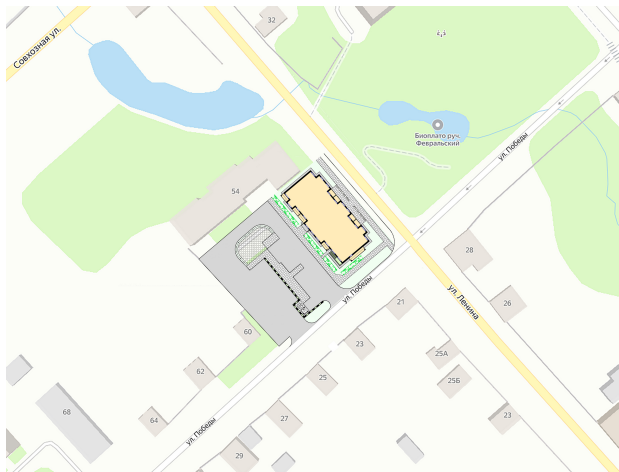 32
Совхозная ул.
Биоплато руч.
Февральский
ул. Победы
54
28
ул. Победы
ул. Ленина
26
21
60
23
25А
62
25
25Б
68
64
27
23
ул. Победы
29